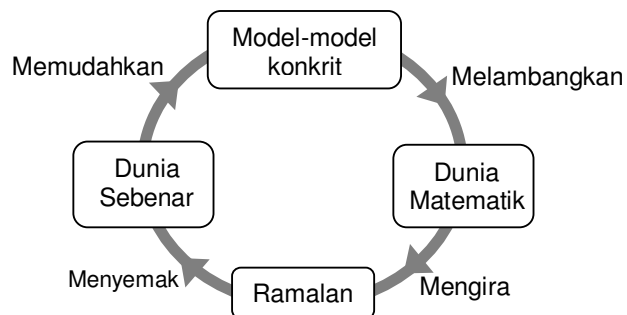 Model-model
konkrit
Memudahkan
Melambangkan
Dunia
Sebenar
Dunia
Matematik
Menyemak
Ramalan
Mengira